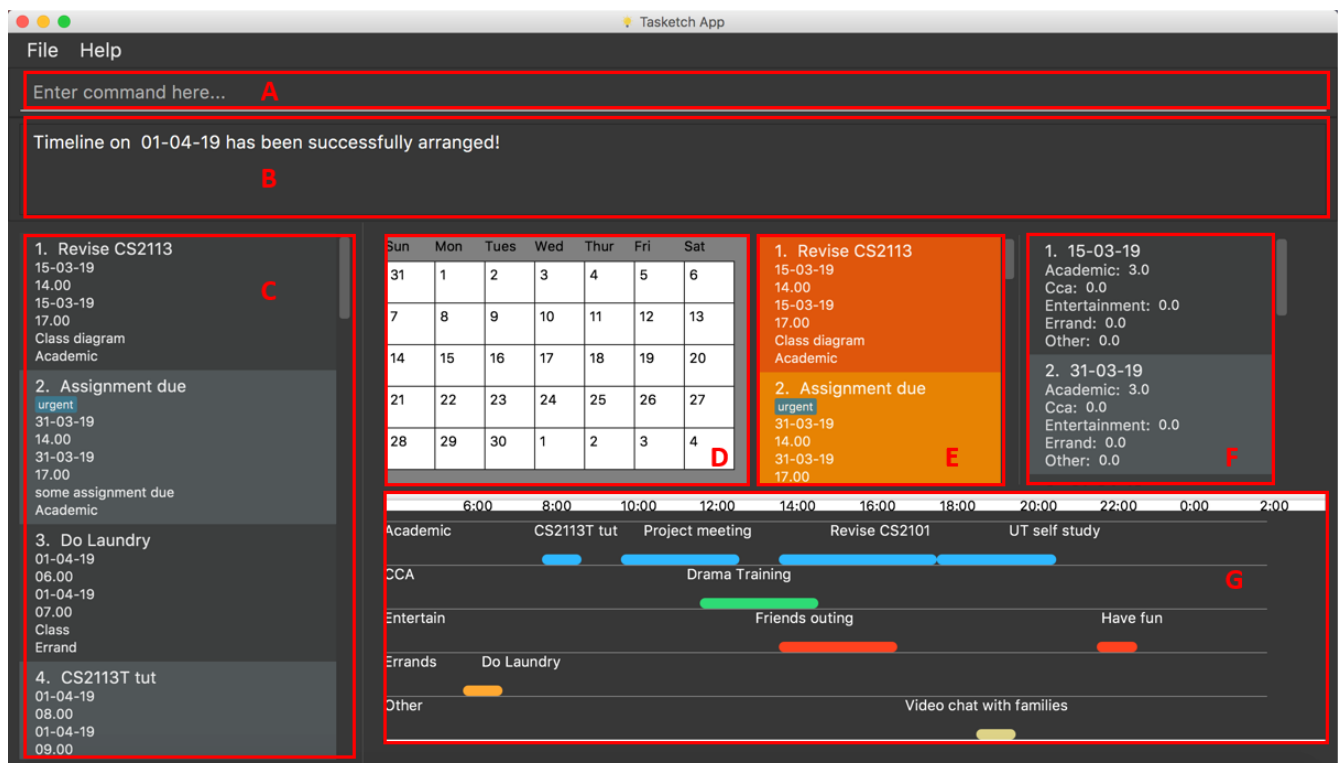 Tasketch App
File Help
Enter command here... A
Timeline on 01-04-19 has been successfully arranged!
B
1. Revise CS2113
15-03-19
14.00
15-03-19
17.00
Class diagram
Academic
C
2. Assignment due
urgent
31-03-19
14.00
31-03-19
17.00
some assignment due
Academic
3. Do Laundry
01-04-19
06.00
01-04-19
07.00
Class
Errand
4. CS2113T tut
01-04-19
08.00
01-04-19
09.00
Sun Mon Tues Wed Thur Fri Sat
31 1 2 3 4 5 6
7 8 9 10 11 12 13
14 15 16 17 18 19 20
21 22 23 24 25 26 27
28 29 30 1 2 3 4
D
1. Revise CS2113
15-03-19
14.00
15-03-19
17.00
Class diagram
Academic
2. Assignment due
urgent
31-03-19
14.00
31-03-19
17.00
E
1. 15-03-19
Academic: 3.0
Cca: 0.0
Entertainment: 0.0
Errand: 0.0
Other: 0.0
2. 31-03-19
Academic: 3.0
Cca: 0.0
Entertainment: 0.0
Errand: 0.0
Other: 0.0
F
6:00 8:00 10:00 12:00 14:00 16:00 18:00 20:00 22:00 0:00 2:00
Academic CS2113T tut Project meeting Revise CS2101 UT self study
CCA Drama Training
G
Entertain Friends outing Have fun
Errands Do Laundry
Other Video chat with families